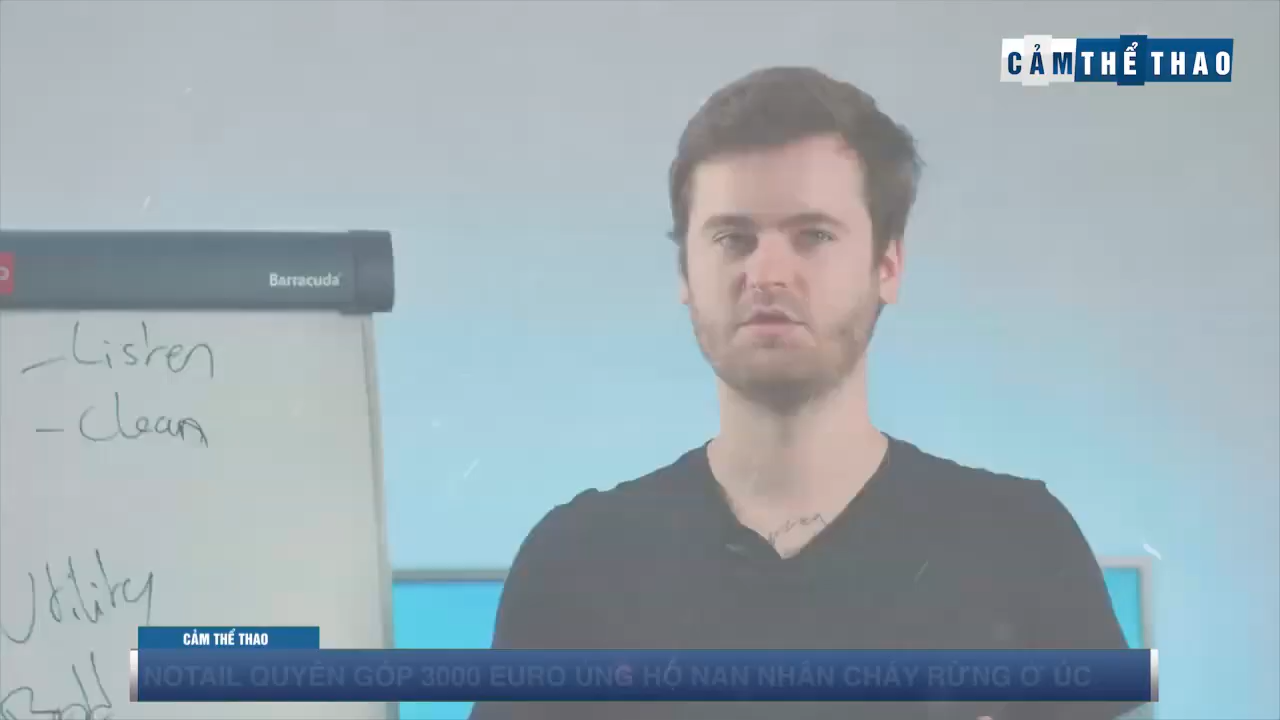 CẢM THỂ THAO
Barracuda
- Listen
- Clean
Utility
CẢM THỂ THAO
NOTAIL QUYÊN GÓP 3000 EURO ỦNG HỘ NẠN NHÂN CHÁY RỪNG Ở ÚC